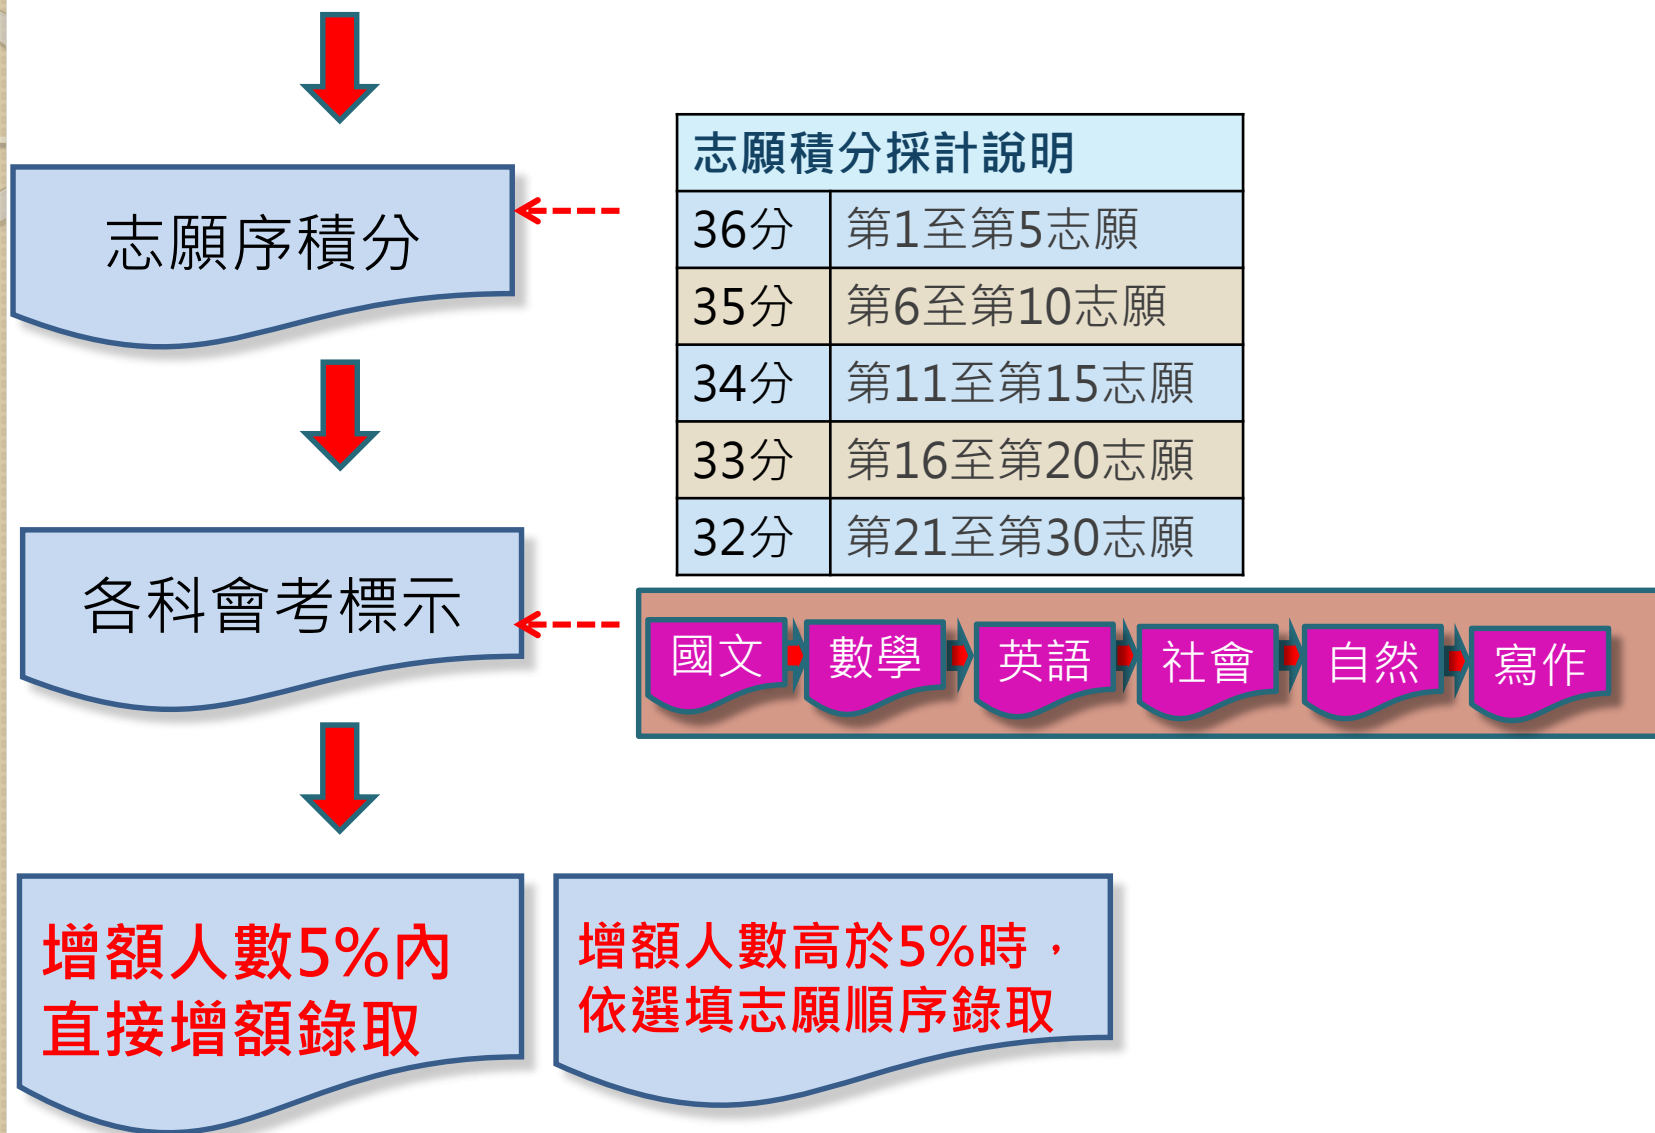 志願序積分
志願積分採計說明
36分 第1至第5志願
35分 第6至第10志願
34分 第11至第15志願
33分 第16至第20志願
32分 第21至第30志願
各科會考標示
國文 數學 英語 社會 自然 寫作
增額人數5%內
直接增額錄取
增額人數高於5%時，
依選填志願順序錄取